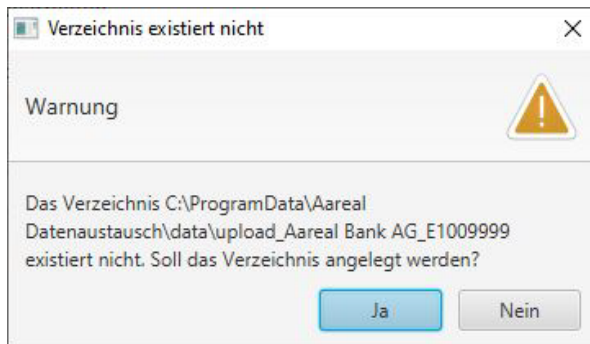 Verzeichnis existiert nicht
Warnung
Das Verzeichnis C:\ProgramData\Aareal
Datenaustausch\data\upload_Aareal Bank AG_E1009999
existiert nicht. Soll das Verzeichnis angelegt werden?
Ja
Nein